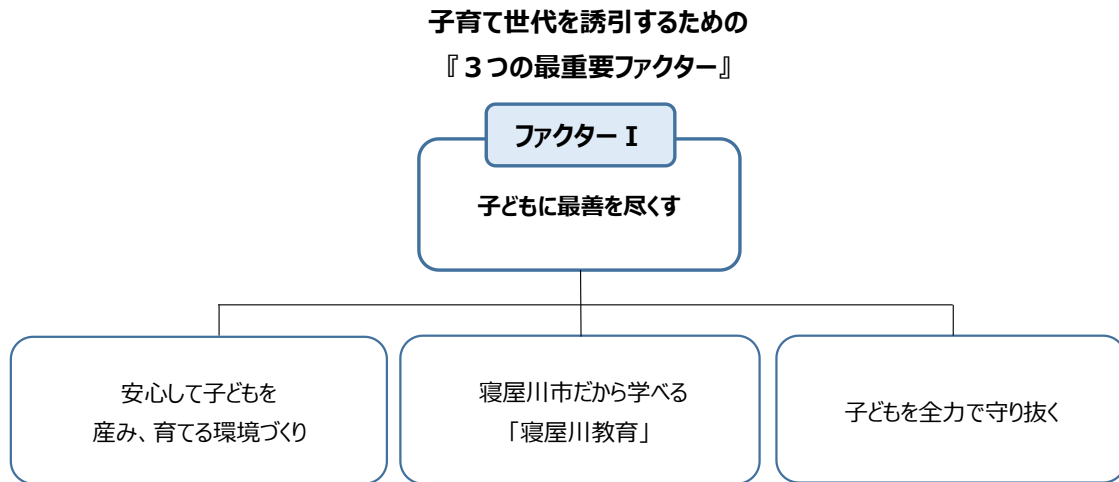 子育て世代を誘引するための
『３つの最重要ファクター』
ファクター Ⅰ
子どもに最善を尽くす
安心して子どもを
産み、育てる環境づくり
寝屋川市だから学べる
「寝屋川教育」
子どもを全力で守り抜く